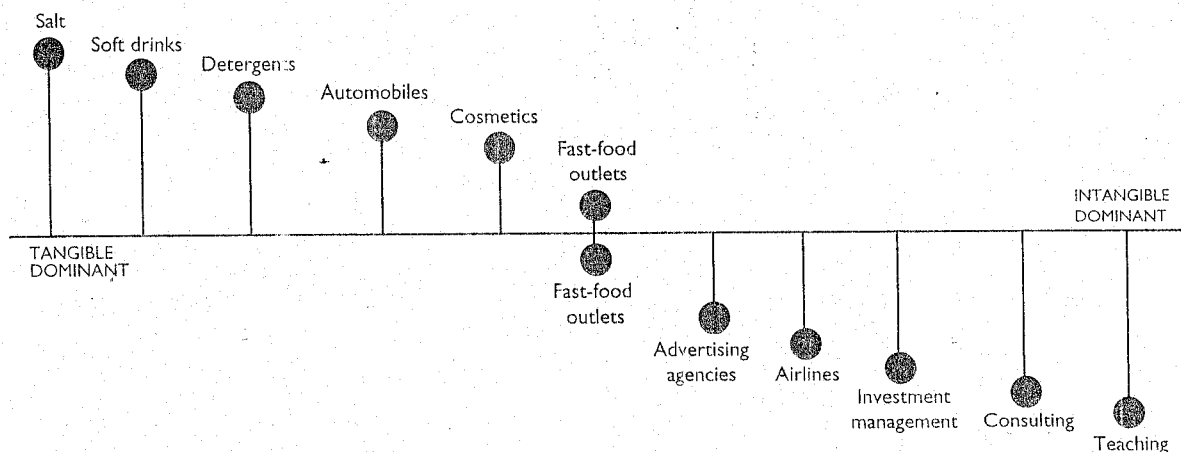 Salt
Soft drinks
Detergents
Automobiles
Cosmetics
Fast-food
outlets
INTANGIBLE
DOMINANT
TANGIBLE
DOMINANT
Fast-food
outlets
Advertising
agencies
Airlines
Investment
management
Consulting
Teaching